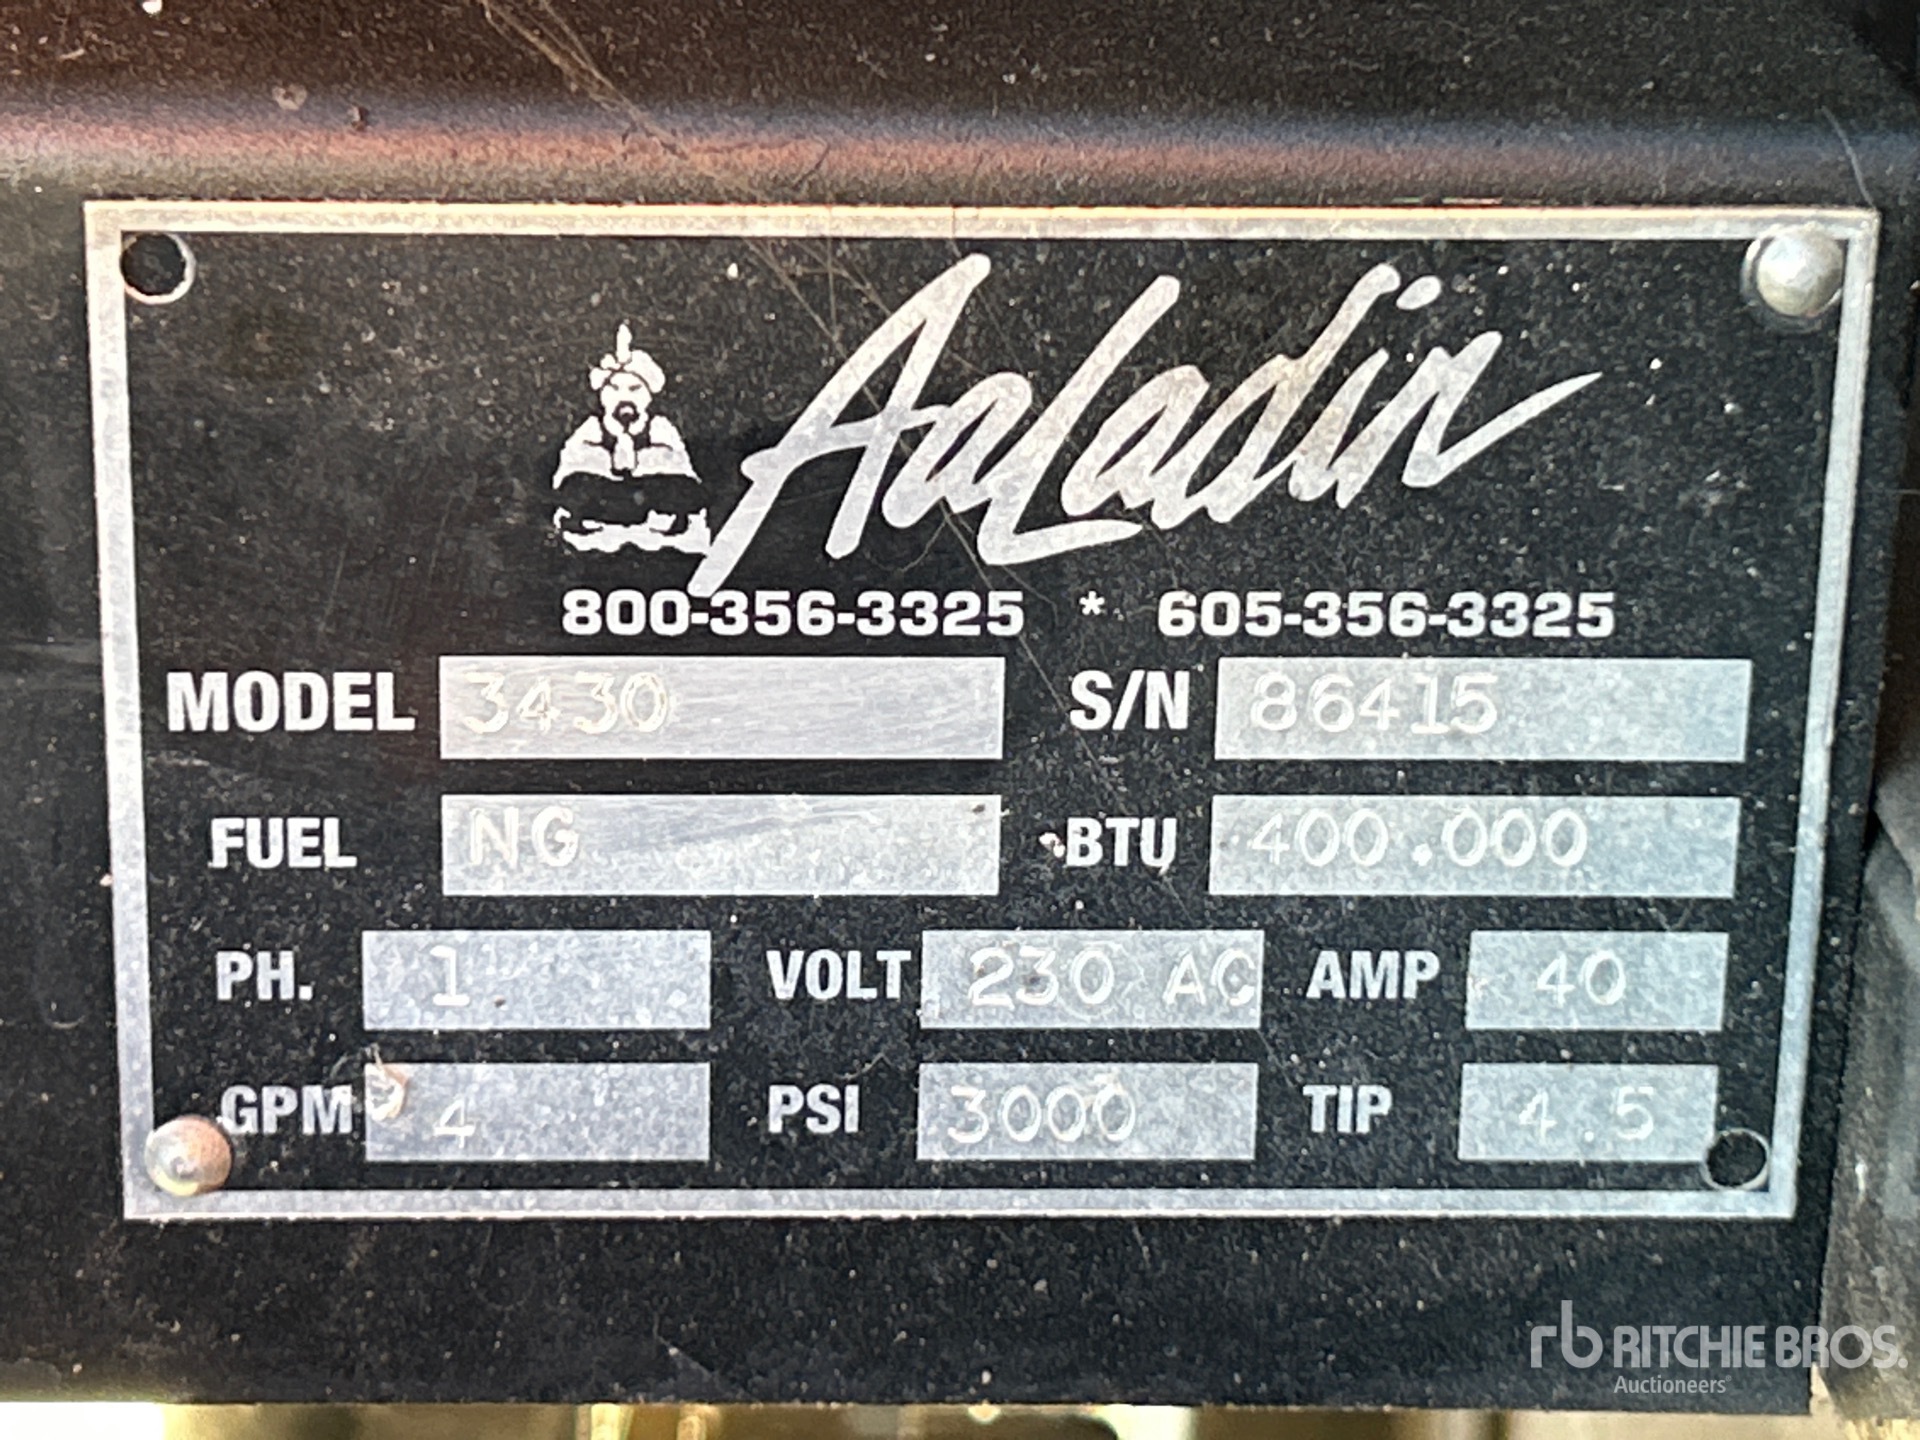 AaLadin
800-356-3325 * 605-356-3325
MODEL 3430 S/N 86415
FUEL NG BTU 400.000
PH. 1 VOLT 230 AC AMP 40
GPM 4 PSI 3000 TIP 4.5
rb RITCHIE BROS.
Auctioneers